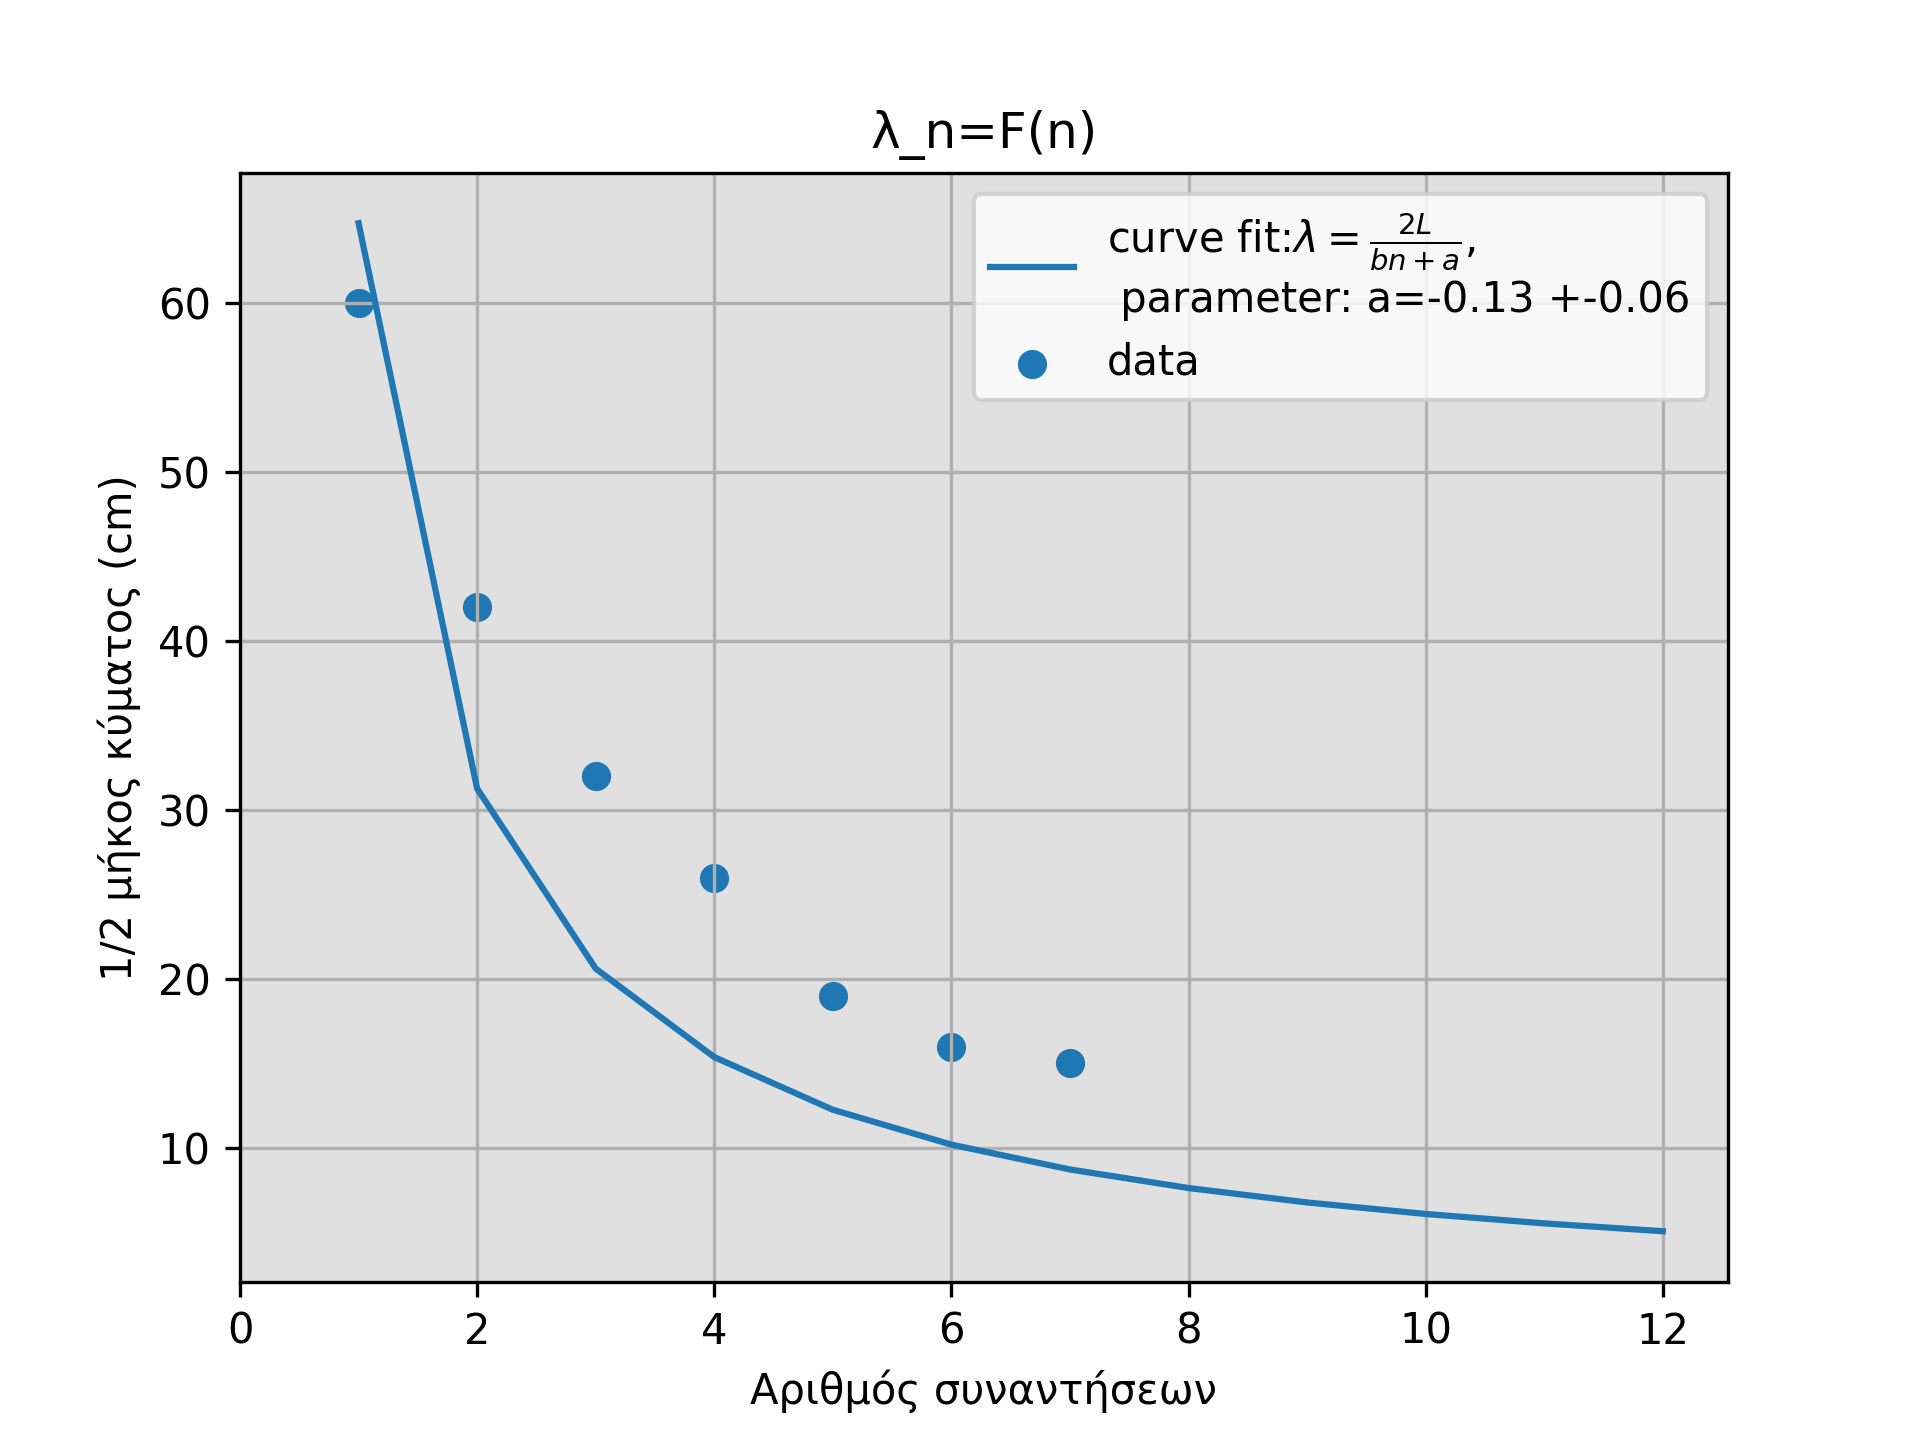 λ_n=F(n)
curve fit:λ = \frac{2L}{bn + a},
parameter: a=-0.13 +-0.06
data
1/2 μήκος κύματος (cm)
60
50
40
30
20
10
0 2 4 6 8 10 12
Αριθμός συναντήσεων